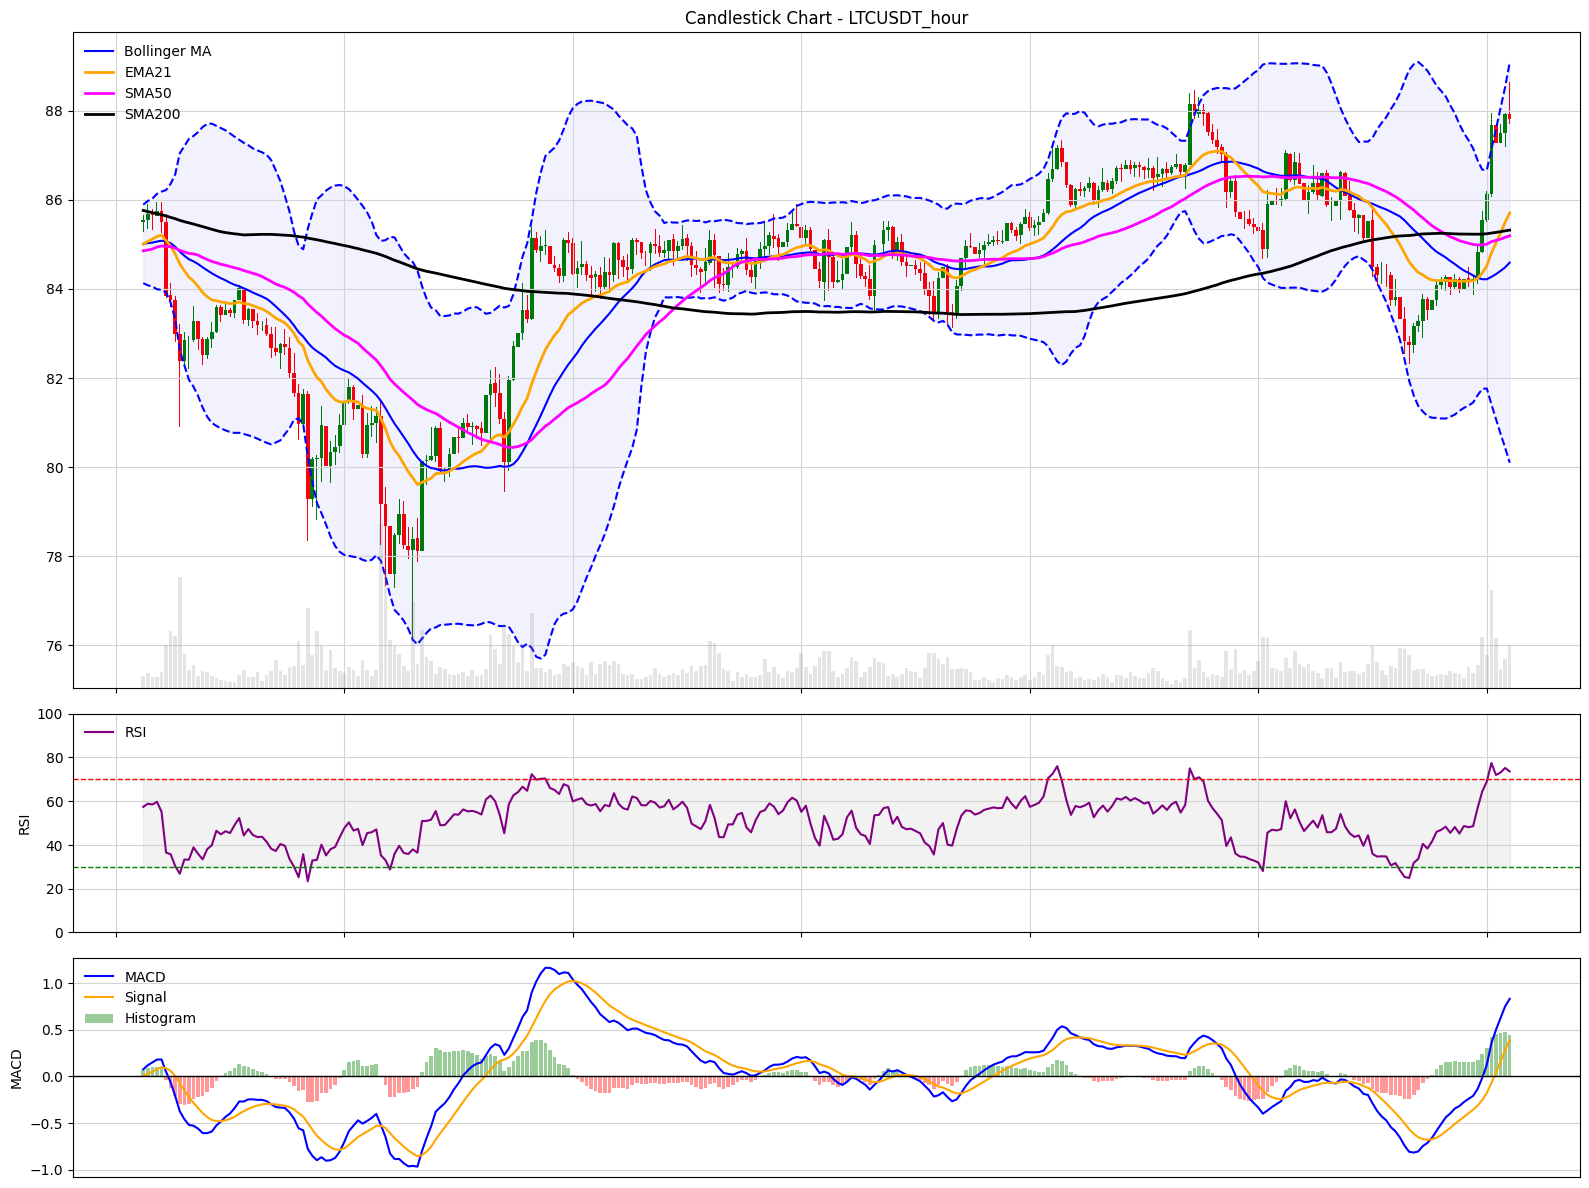 Candlestick Chart - LTCUSDT_hour
Bollinger MA
EMA21
SMA50
SMA200
88
86
84
82
80
78
76
RSI
100
80
60
40
20
0
RSI
MACD
Signal
Histogram
1.0
0.5
0.0
−0.5
−1.0
MACD